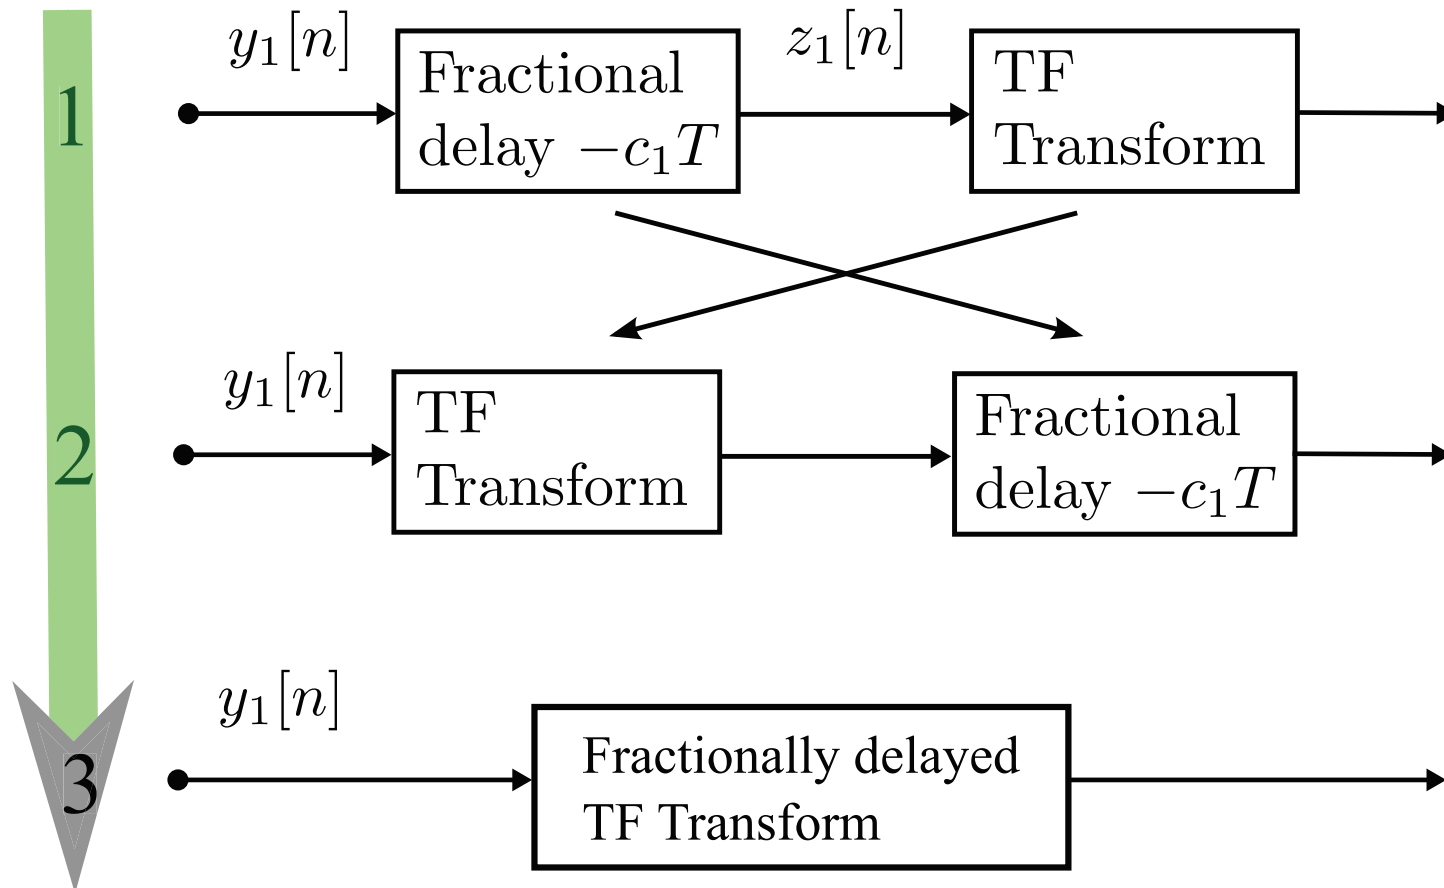 1
y₁[n]
Fractional
delay −c₁T
z₁[n]
TF
Transform
2
y₁[n]
TF
Transform
Fractional
delay −c₁T
3
y₁[n]
Fractionally delayed
TF Transform